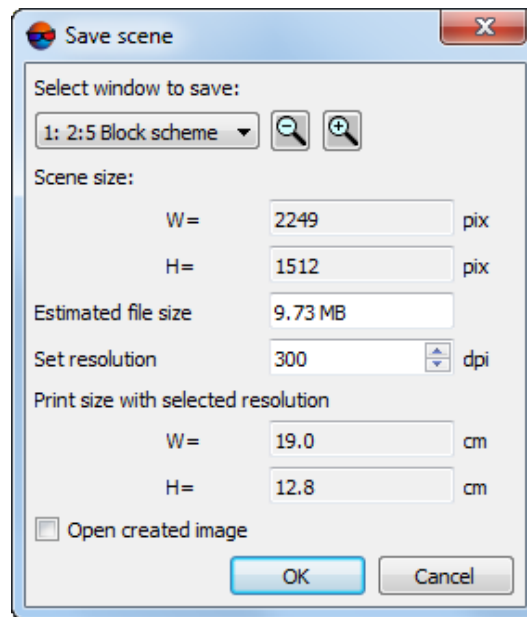 Save scene
Select window to save:
1: 2:5 Block scheme
Scene size:
W= 2249 pix
H= 1512 pix
Estimated file size 9.73 MB
Set resolution 300 dpi
Print size with selected resolution
W= 19.0 cm
H= 12.8 cm
Open created image
OK Cancel